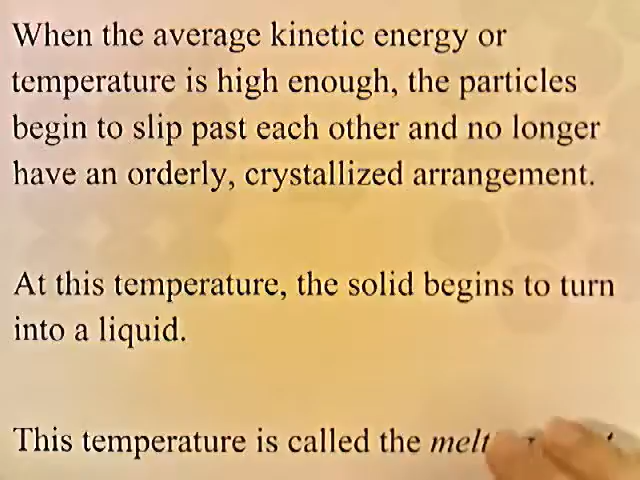 When the average kinetic energy or
temperature is high enough, the particles
begin to slip past each other and no longer
have an orderly, crystallized arrangement.
At this temperature, the solid begins to turn
into a liquid.
This temperature is called the